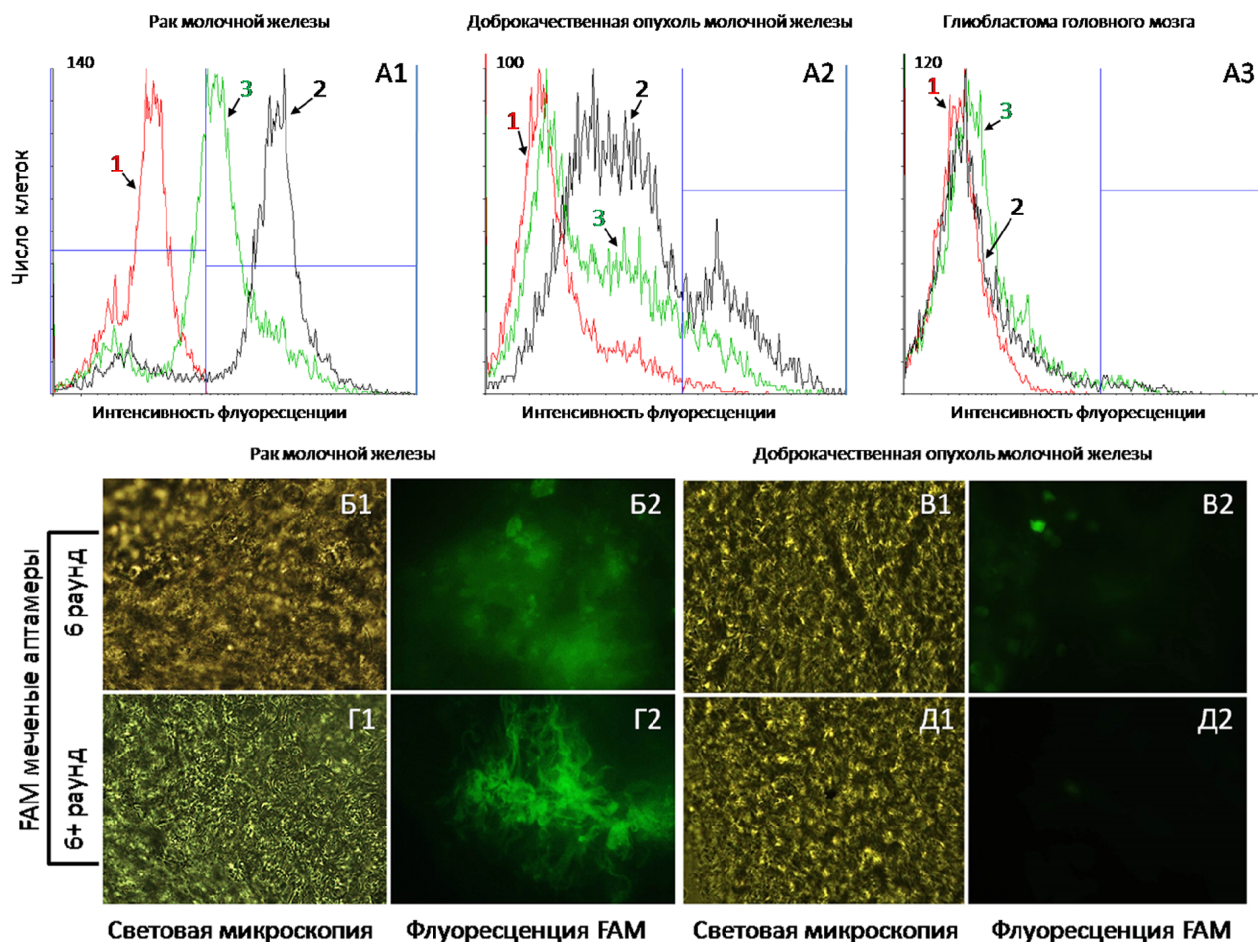 Рак молочной железы
Доброкачественная опухоль молочной железы
Глиобластома головного мозга
140
А1
100
А2
120
А3
1
3
2
1
2
3
1
3
2
Число клеток
Интенсивность флуоресценции
Интенсивность флуоресценции
Интенсивность флуоресценции
Рак молочной железы
Доброкачественная опухоль молочной железы
FAM меченые аптамеры
6 раунд
Б1
Б2
В1
В2
6+ раунд
Г1
Г2
Д1
Д2
Световая микроскопия
Флуоресценция FAM
Световая микроскопия
Флуоресценция FAM